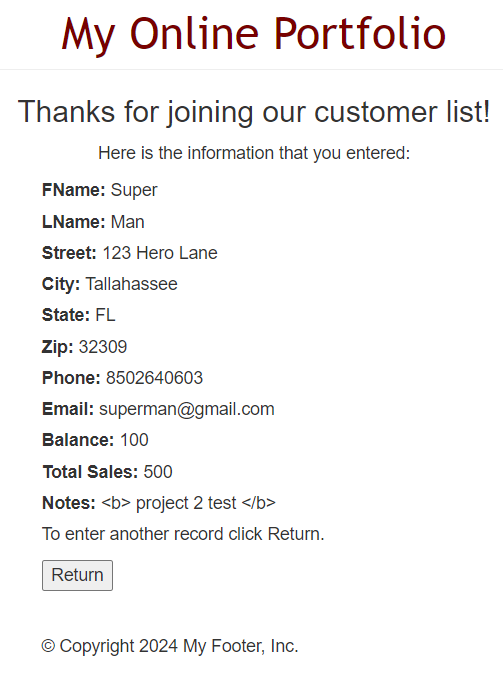 My Online Portfolio
Thanks for joining our customer list!
Here is the information that you entered:
FName: Super
LName: Man
Street: 123 Hero Lane
City: Tallahassee
State: FL
Zip: 32309
Phone: 8502640603
Email: superman@gmail.com
Balance: 100
Total Sales: 500
Notes: <b> project 2 test </b>
To enter another record click Return.
Return
© Copyright 2024 My Footer, Inc.